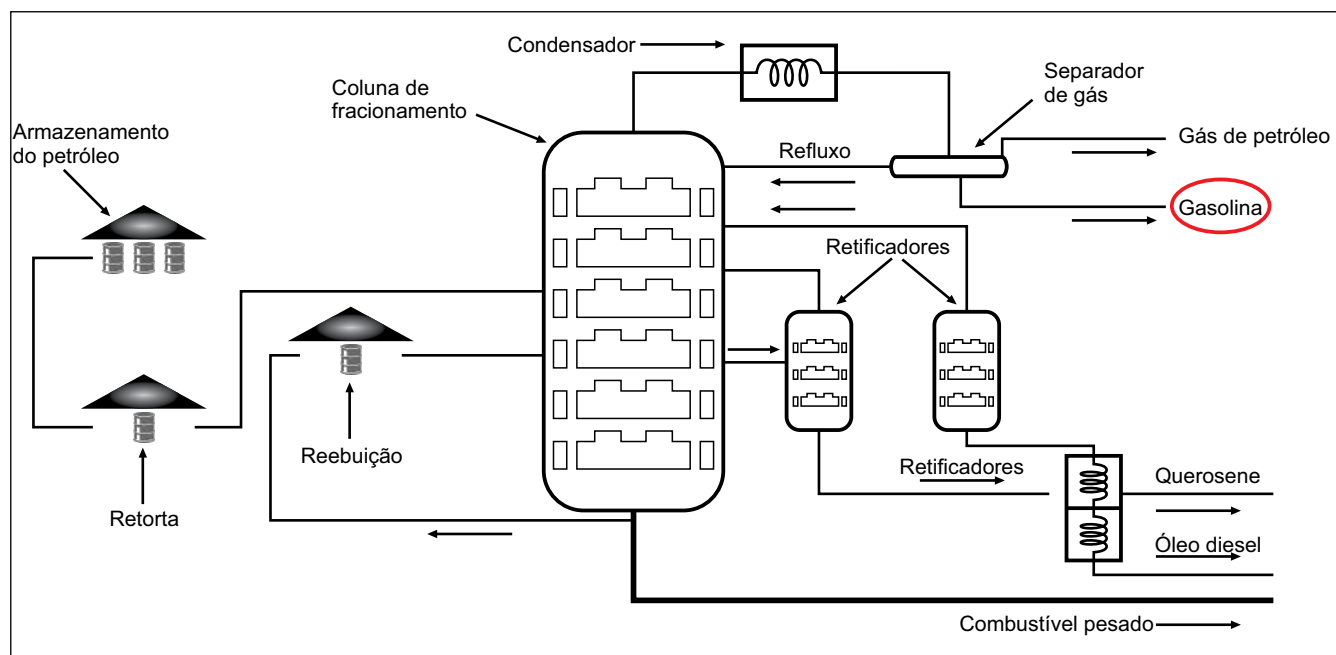 Condensador
Coluna de
fracionamento
Separador
de gás
Armazenamento
do petróleo
Gás de petróleo
Refluxo
Gasolina
Retificadores
Reebuição
Retorta
Retificadores
Querosene
Óleo diesel
Combustível pesado